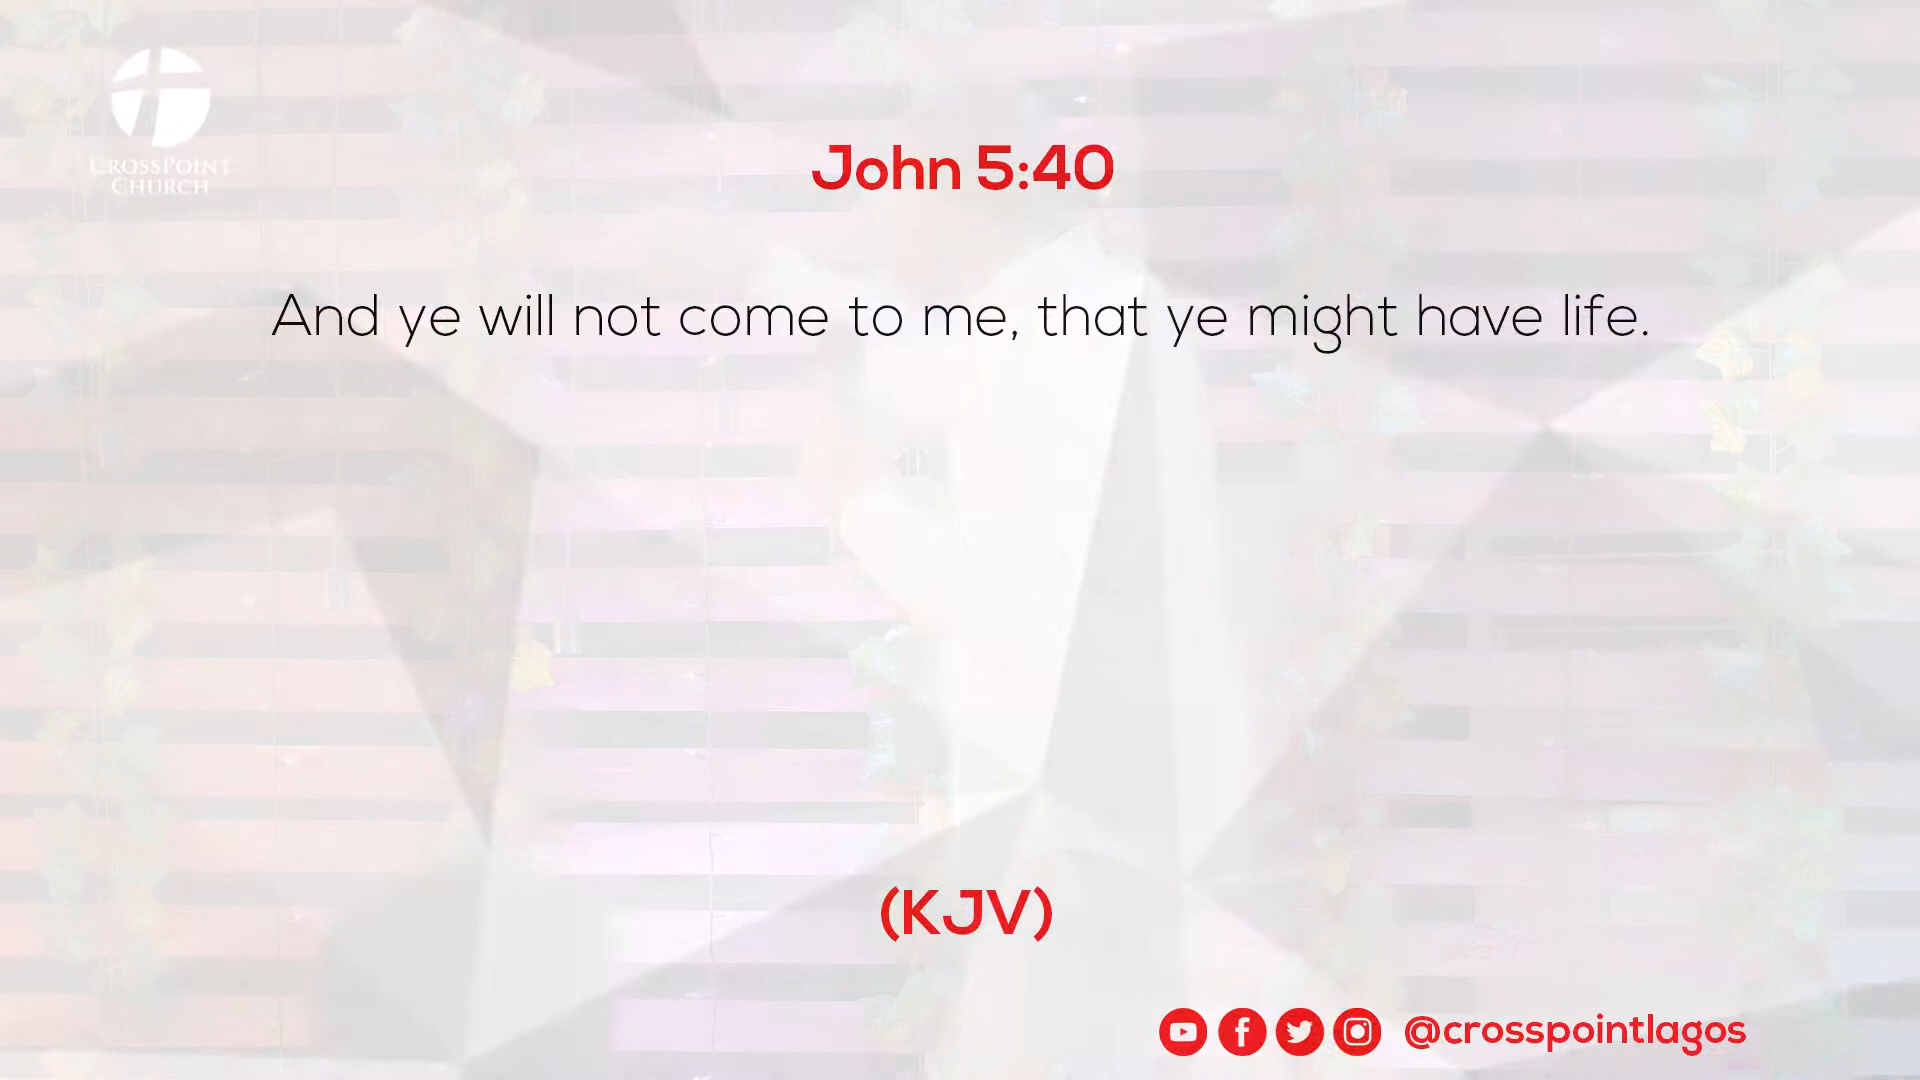 CROSSPOINT
CHURCH
John 5:40
And ye will not come to me, that ye might have life.
(KJV)
@crosspointlagos